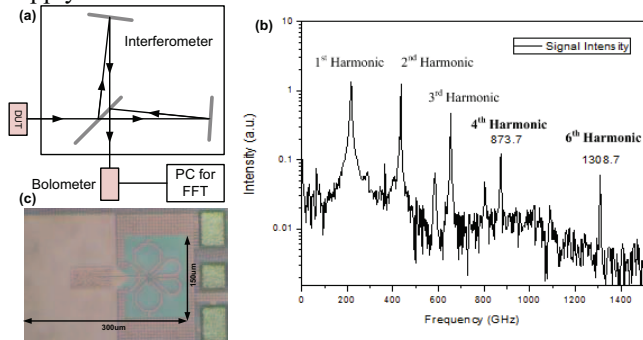 supply
(a)
Interferometer
DUT
Bolometer
PC for
FFT
(c)
150um
300um
(b)
Intensity (a.u.)
10
1
0.1
0.01
Signal Intensity
1st Harmonic
2nd Harmonic
3rd Harmonic
4th Harmonic
873.7
6th Harmonic
1308.7
0 200 400 600 800 1000 1200 1400
Frequency (GHz)